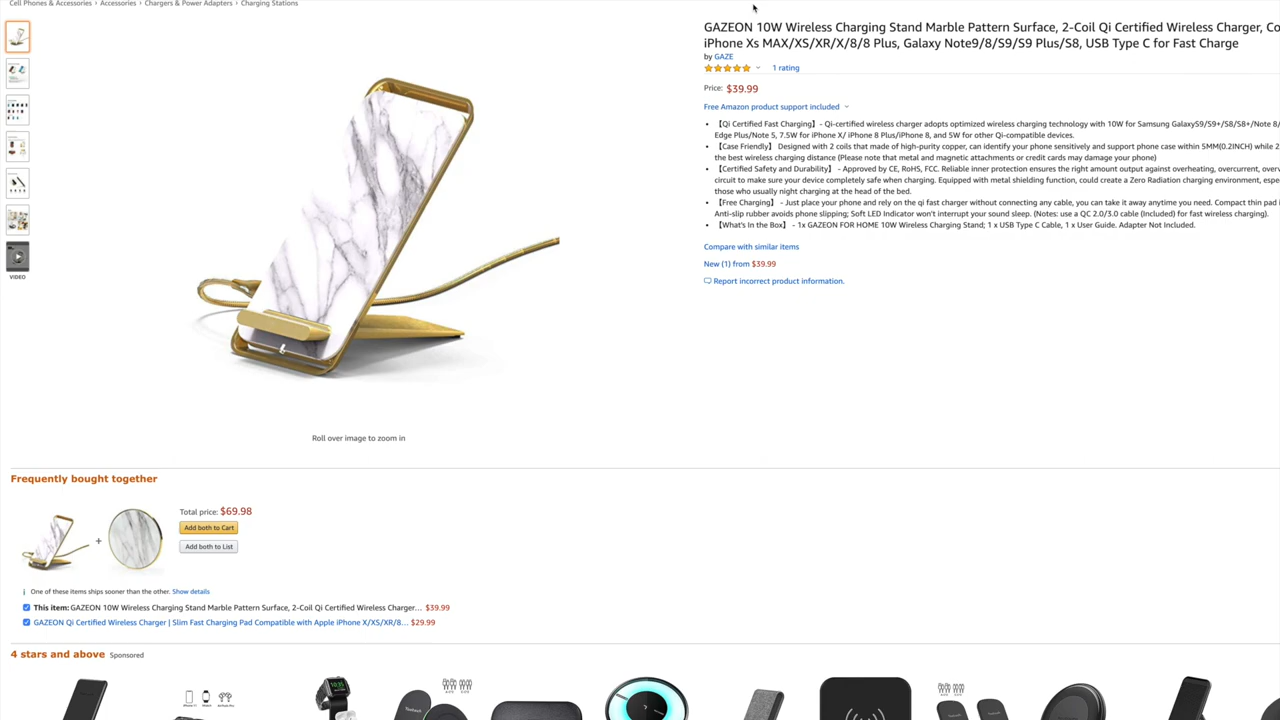 Cell Phones & Accessories › Accessories › Chargers & Power Adapters › Charging Stations
GAZEON 10W Wireless Charging Stand Marble Pattern Surface, 2-Coil Qi Certified Wireless Charger, Co
iPhone Xs MAX/XS/XR/X/8/8 Plus, Galaxy Note9/8/S9/S9 Plus/S8, USB Type C for Fast Charge
by GAZE
1 rating
Price: $39.99
Free Amazon product support included
• 【Qi Certified Fast Charging】 - Qi-certified wireless charger adopts optimized wireless charging technology with 10W for Samsung GalaxyS9/S9+/S8/S8+/Note 8/
Edge Plus/Note 5, 7.5W for iPhone X/ iPhone 8 Plus/iPhone 8, and 5W for other Qi-compatible devices.
• 【Case Friendly】 Designed with 2 coils that made of high-purity copper, can identify your phone sensitively and support phone case within 5MM(0.2INCH) while 2
the best wireless charging distance (Please note that metal and magnetic attachments or credit cards may damage your phone)
• 【Certified Safety and Durability】 - Approved by CE, RoHS, FCC. Reliable inner protection ensures the right amount output against overheating, overcurrent, overv
circuit to make sure your device completely safe when charging. Equipped with metal shielding function, could create a Zero Radiation charging environment, espe
those who usually night charging at the head of the bed.
• 【Free Charging】 - Just place your phone and rely on the qi fast charger without connecting any cable, you can take it away anytime you need. Compact thin pad i
Anti-slip rubber avoids phone slipping; Soft LED Indicator won't interrupt your sound sleep. (Notes: use a QC 2.0/3.0 cable (Included) for fast wireless charging).
• 【What's In the Box】 - 1x GAZEON FOR HOME 10W Wireless Charging Stand; 1 x USB Type C Cable, 1 x User Guide. Adapter Not Included.
Compare with similar items
New (1) from $39.99
Report incorrect product information.
VIDEO
Roll over image to zoom in
Frequently bought together
Total price: $69.98
+
Add both to Cart
Add both to List
i One of these items ships sooner than the other. Show details
This item: GAZEON 10W Wireless Charging Stand Marble Pattern Surface, 2-Coil Qi Certified Wireless Charger… $39.99
GAZEON Qi Certified Wireless Charger | Slim Fast Charging Pad Compatible with Apple iPhone X/XS/XR/8… $29.99
4 stars and above Sponsored